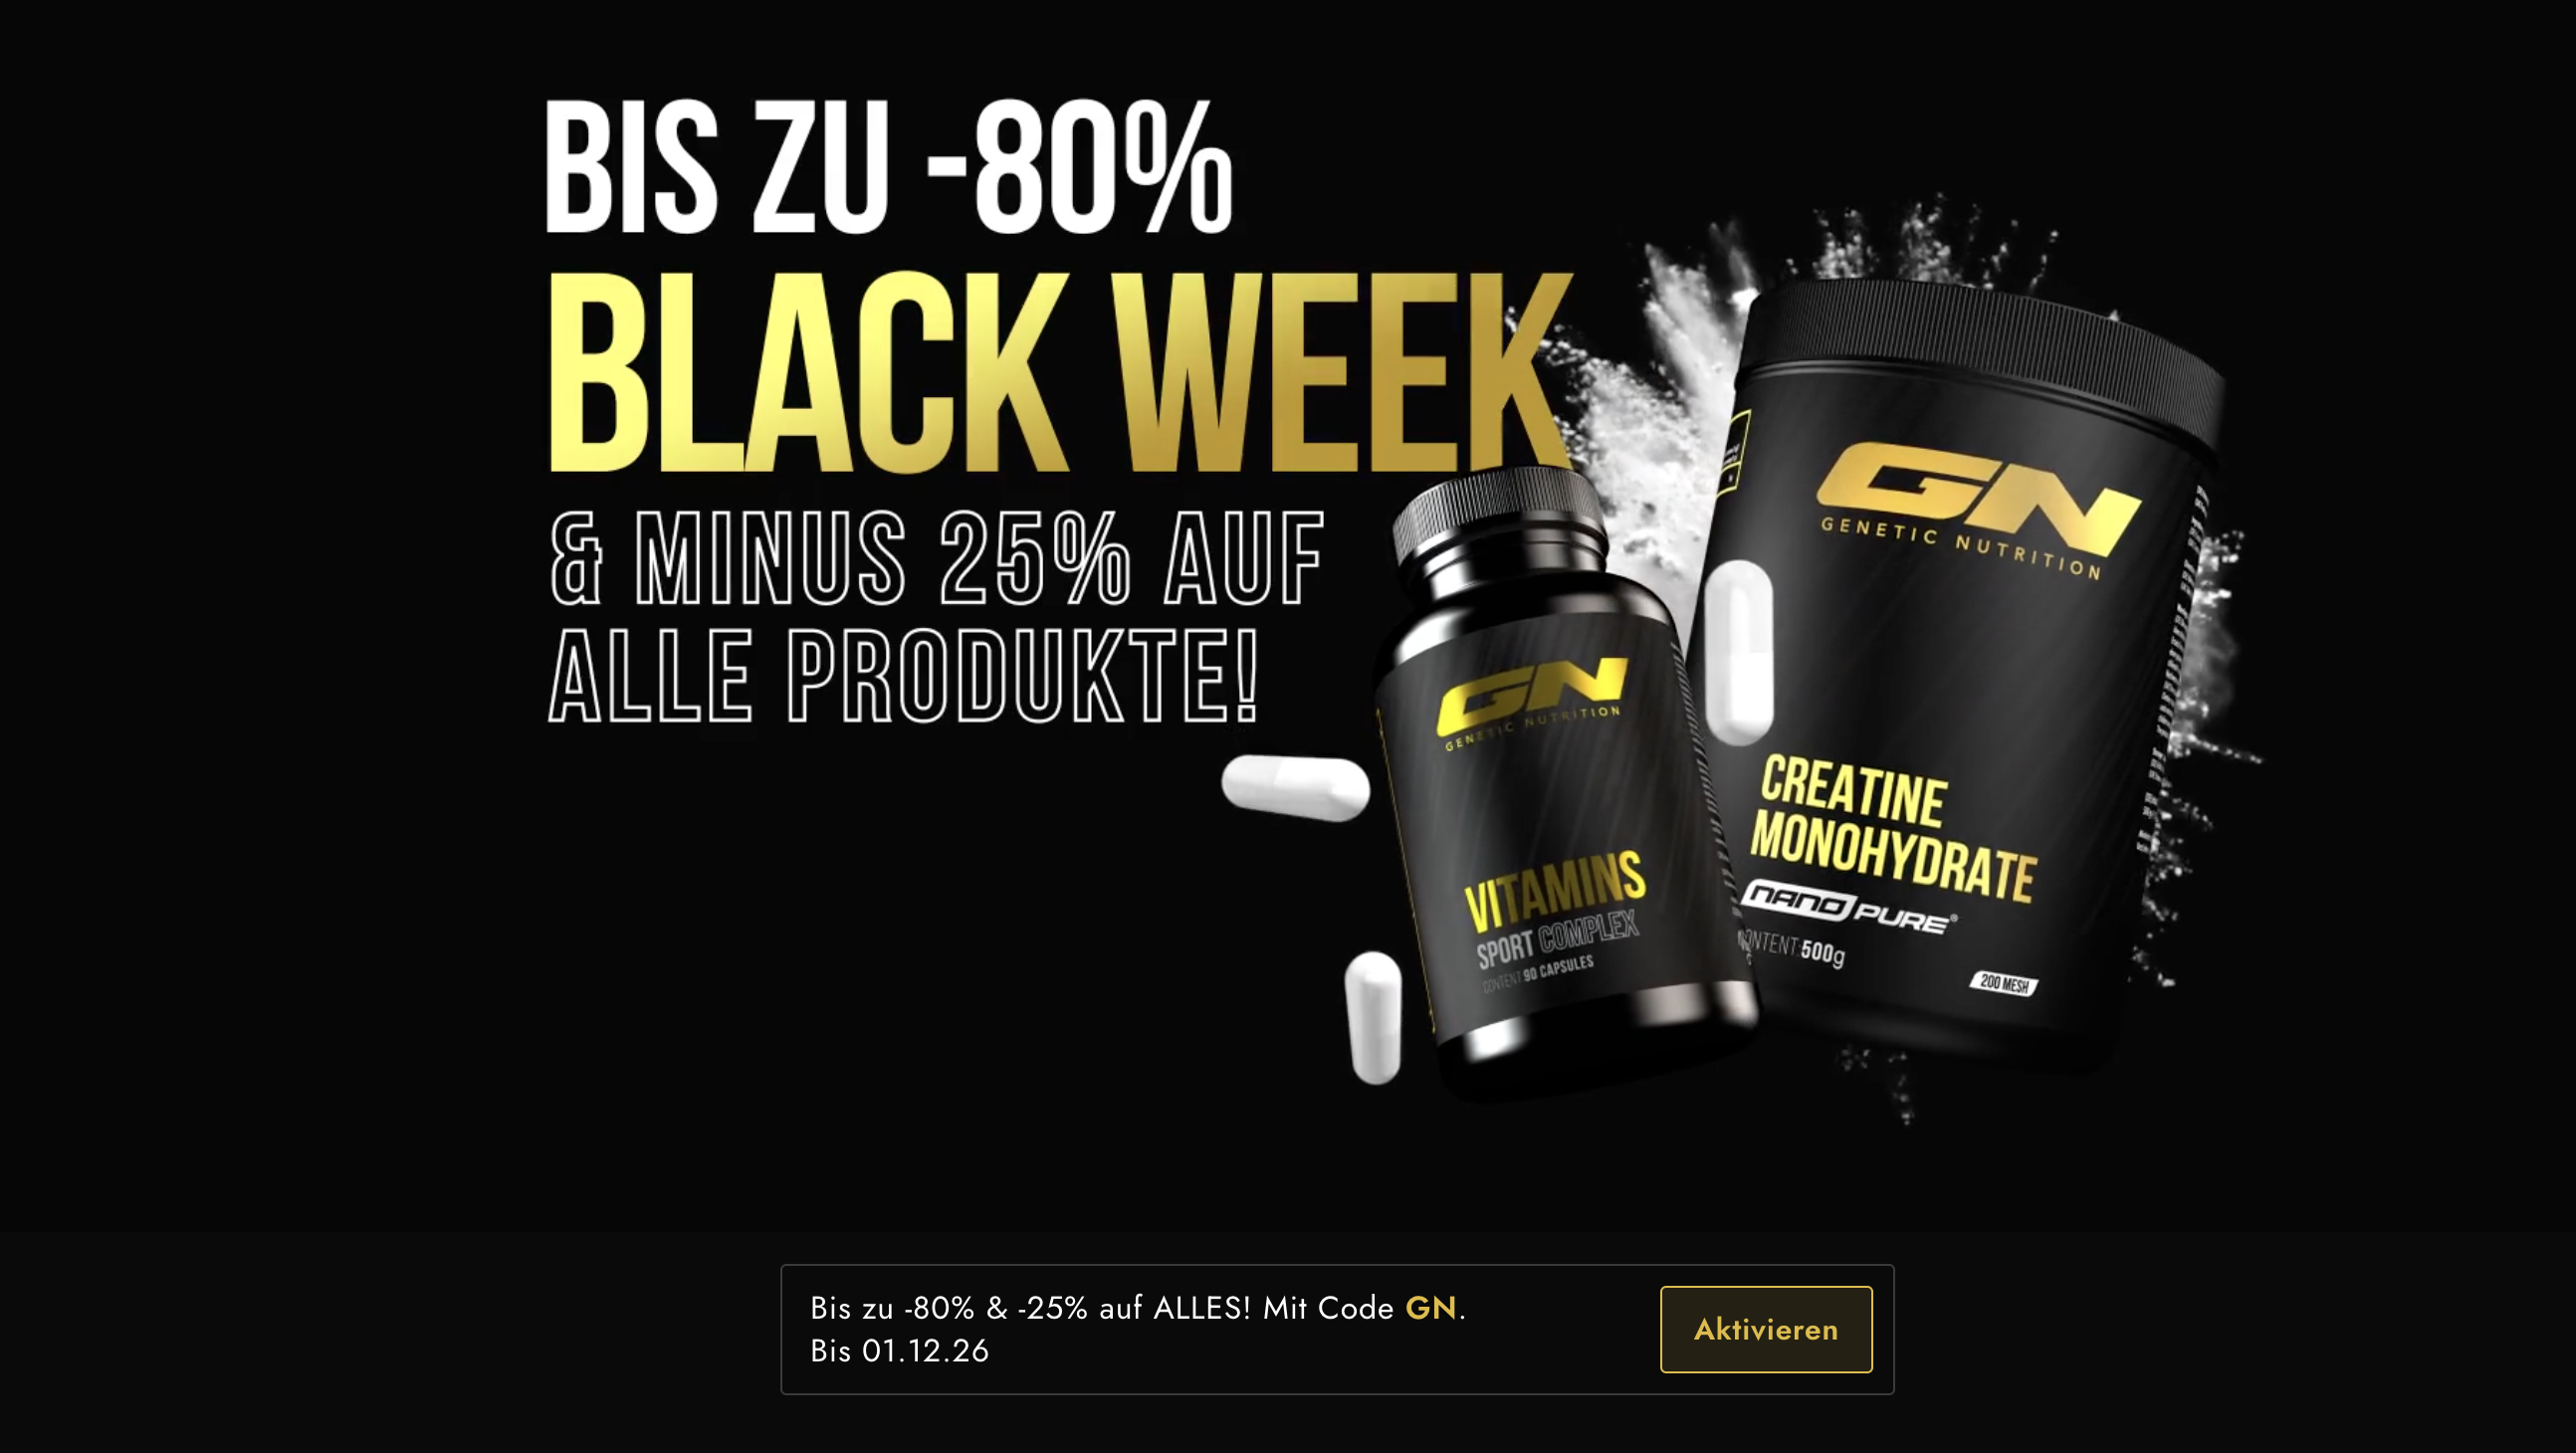 BIS ZU -80%
BLACK WEEK
& MINUS 25% AUF
ALLE PRODUKTE!
GN
GENETIC NUTRITION
CREATINE
MONOHYDRATE
NANO PURE®
CONTENT: 500g
200 MESH
GN
GENETIC NUTRITION
VITAMINS
SPORT COMPLEX
CONTENT: 90 CAPSULES
Bis zu -80% & -25% auf ALLES! Mit Code GN.
Bis 01.12.26
Aktivieren